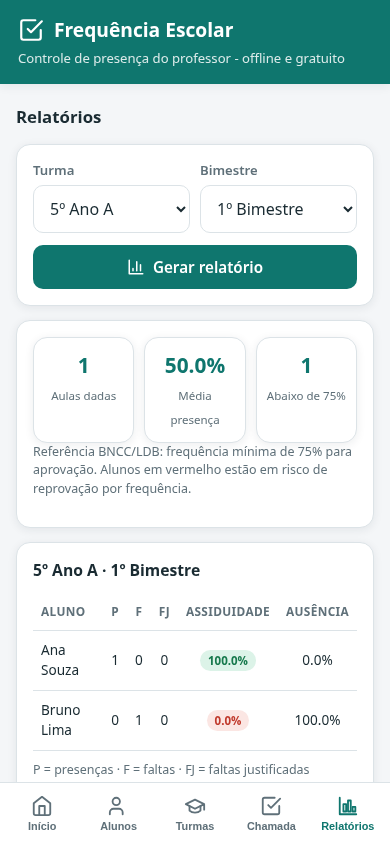 Frequência Escolar
Controle de presença do professor - offline e gratuito
Relatórios
Turma
Bimestre
5º Ano A
1º Bimestre
Gerar relatório
1
Aulas dadas
50.0%
Média
presença
1
Abaixo de 75%
Referência BNCC/LDB: frequência mínima de 75% para
aprovação. Alunos em vermelho estão em risco de
reprovação por frequência.
5º Ano A · 1º Bimestre
ALUNO P F FJ ASSIDUIDADE AUSÊNCIA
Ana
Souza
1 0 0 100.0% 0.0%
Bruno
Lima
0 1 0 0.0% 100.0%
P = presenças · F = faltas · FJ = faltas justificadas
Início
Alunos
Turmas
Chamada
Relatórios